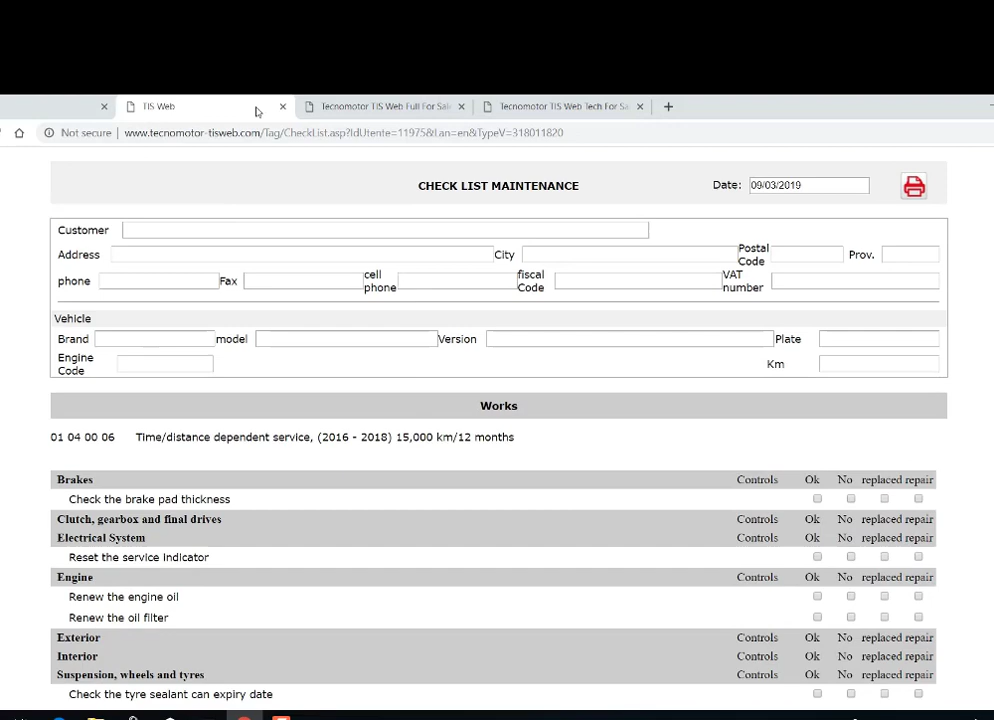 TIS Web
Tecnomotor TIS Web Full For Sale
Tecnomotor TIS Web Tech For Sa
Not secure | www.tecnomotor-tisweb.com/Tag/CheckList.asp?IdUtente=11975&Lan=en&TypeV=318011820
CHECK LIST MAINTENANCE
Date: 09/03/2019
Customer
Address City Postal Code Prov.
phone Fax cell phone fiscal Code VAT number
Vehicle
Brand model Version Plate
Engine Code Km
Works
01 04 00 06 Time/distance dependent service, (2016 - 2018) 15,000 km/12 months
Brakes Controls Ok No replaced repair
Check the brake pad thickness
Clutch, gearbox and final drives Controls Ok No replaced repair
Electrical System Controls Ok No replaced repair
Reset the service indicator
Engine Controls Ok No replaced repair
Renew the engine oil
Renew the oil filter
Exterior Controls Ok No replaced repair
Interior Controls Ok No replaced repair
Suspension, wheels and tyres Controls Ok No replaced repair
Check the tyre sealant can expiry date